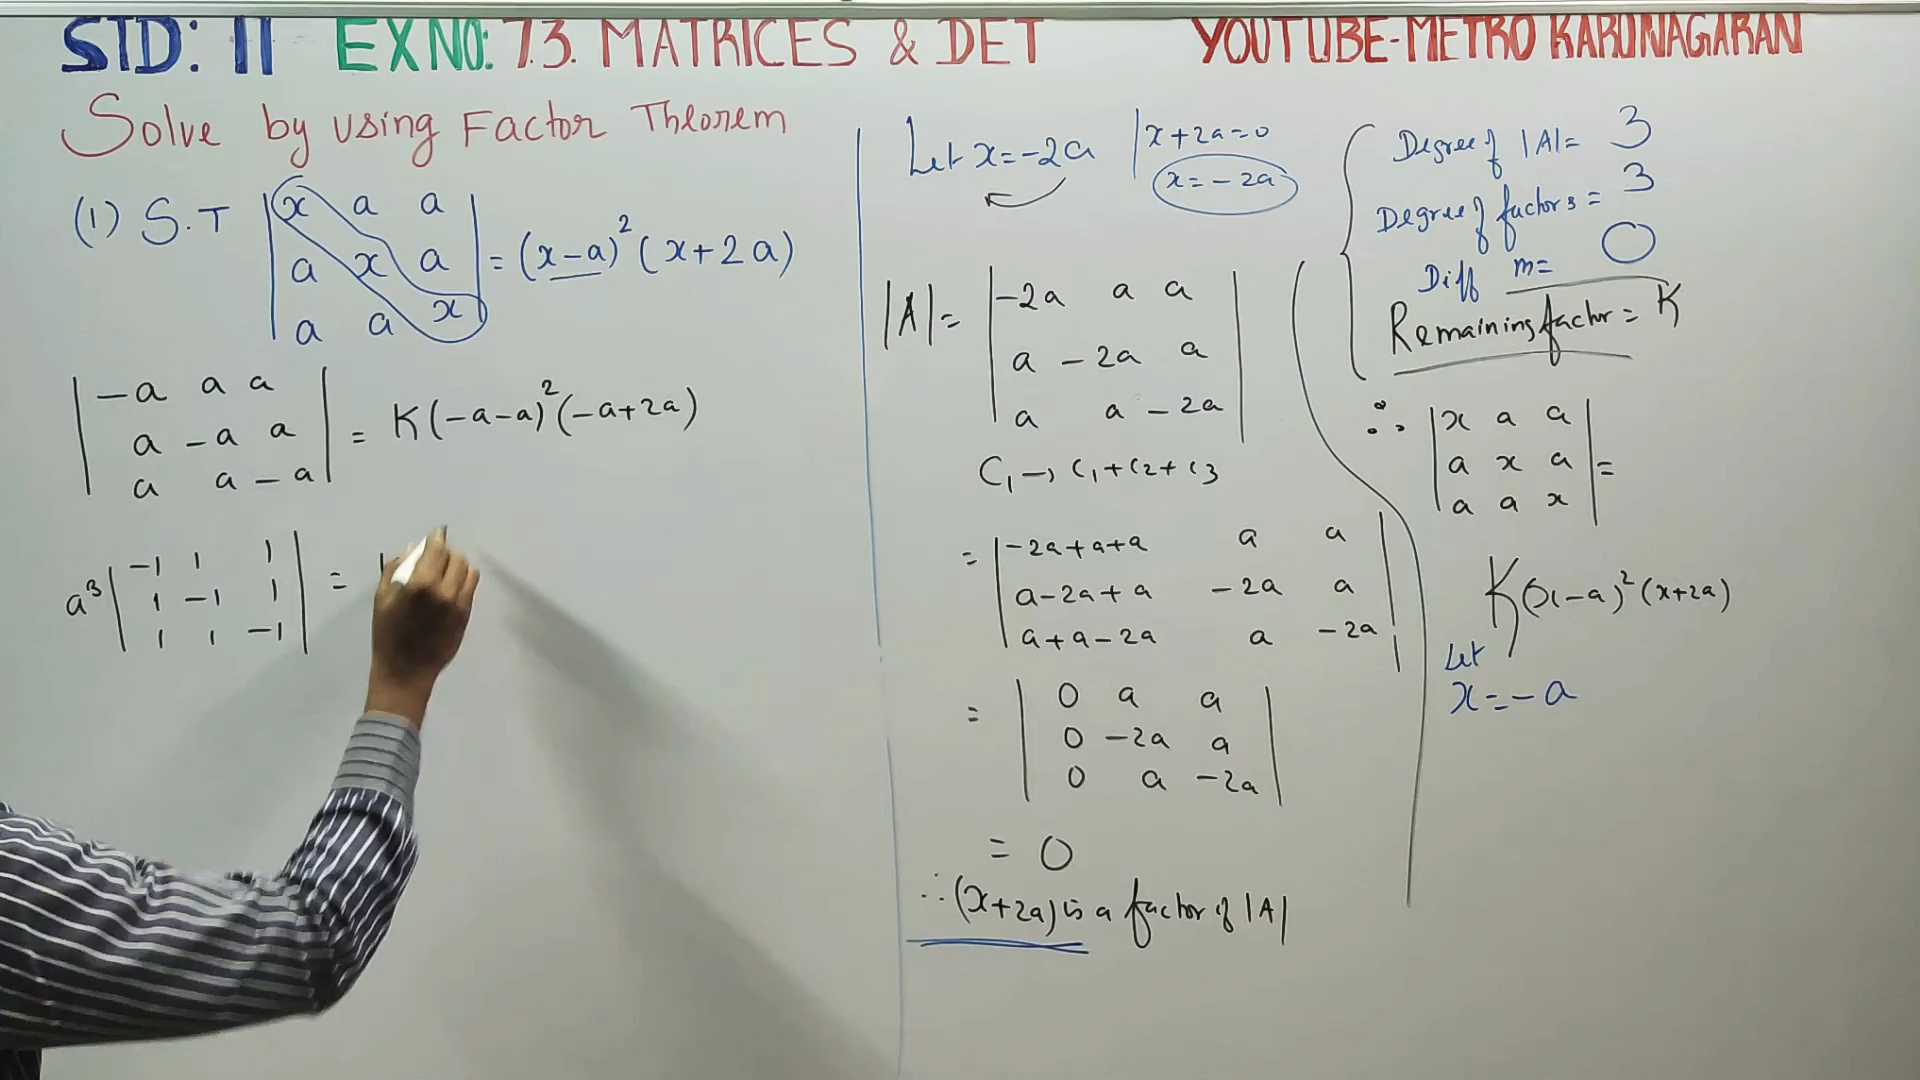 STD: 11 EX NO: 7.3. MATRICES & DET YOUTUBE-METRO KARUNAGARAN
Solve by using Factor Theorem
(1) S.T | x a a |
| a x a | = (x-a)² (x+2a)
| a a x |
| -a a a |
| a -a a | = K(-a-a)²(-a+2a)
| a a -a |
a³ | -1 1 1 |
| 1 -1 1 | =
| 1 1 -1 |
Let x=-2a | x+2a=0
x=-2a
|A|= | -2a a a |
| a -2a a |
| a a -2a |
C₁→ C₁+C₂+C₃
= | -2a+a+a a a |
| a-2a+a -2a a |
| a+a-2a a -2a |
= | 0 a a |
| 0 -2a a |
| 0 a -2a |
= 0
∴ (x+2a) is a factor of |A|
Degree of |A|= 3
Degree of factors = 3
Diff m= 0
Remaining factor = K
∴ | x a a |
| a x a | =
| a a x |
K(x-a)²(x+2a)
Let
x=-a